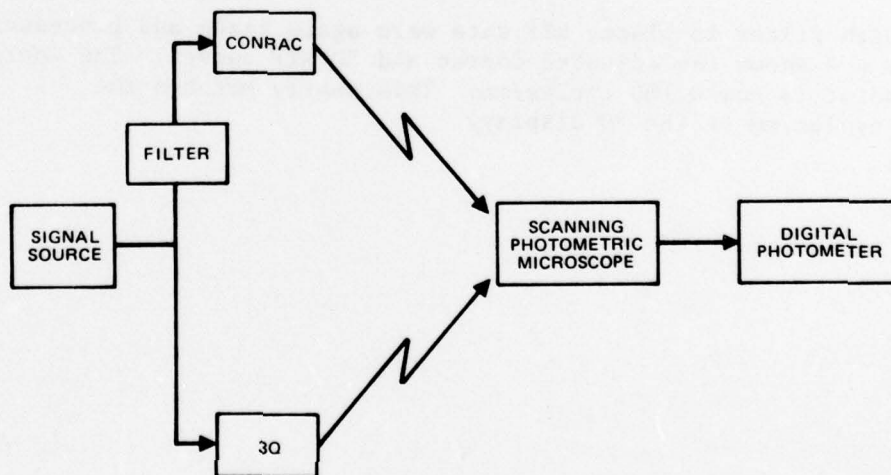 CONRAC
FILTER
SIGNAL
SOURCE
SCANNING
PHOTOMETRIC
MICROSCOPE
DIGITAL
PHOTOMETER
3Q